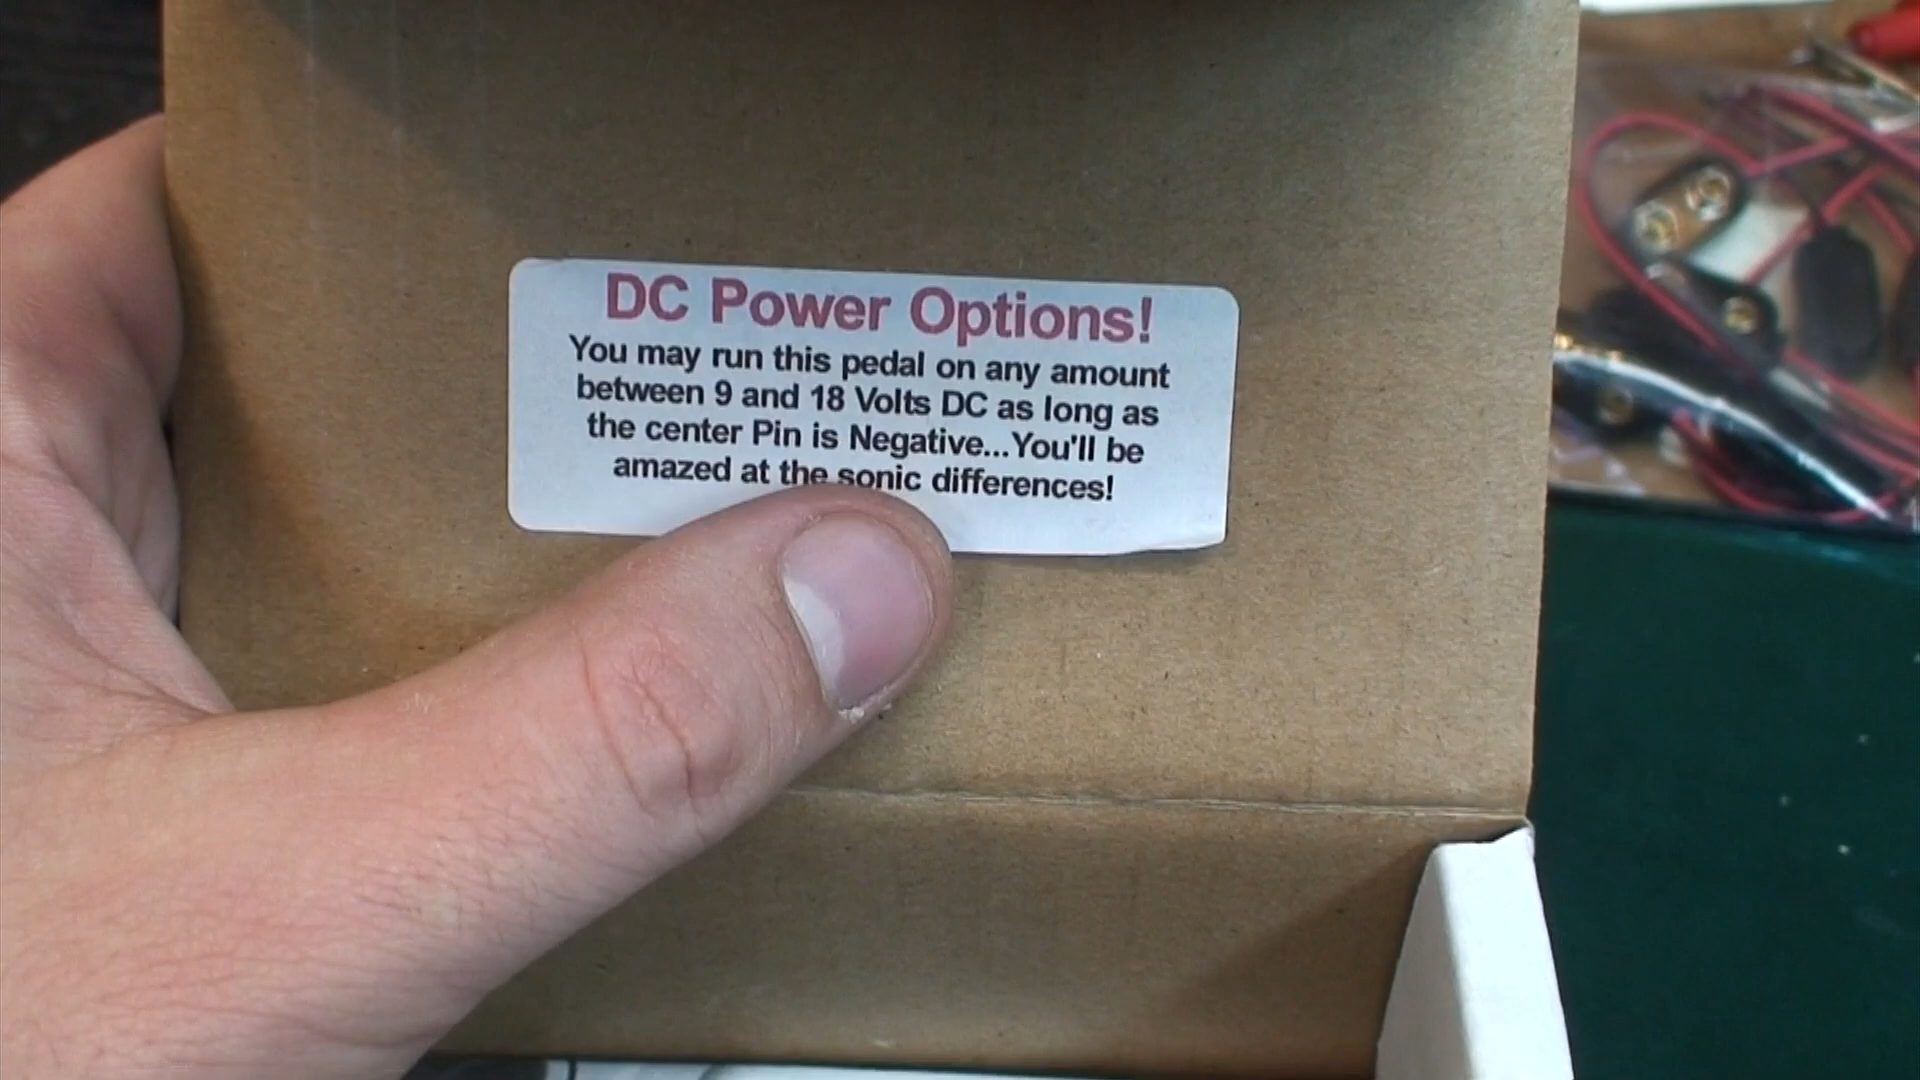 DC Power Options!
You may run this pedal on any amount
between 9 and 18 Volts DC as long as
the center Pin is Negative...You'll be
amazed at the sonic differences!